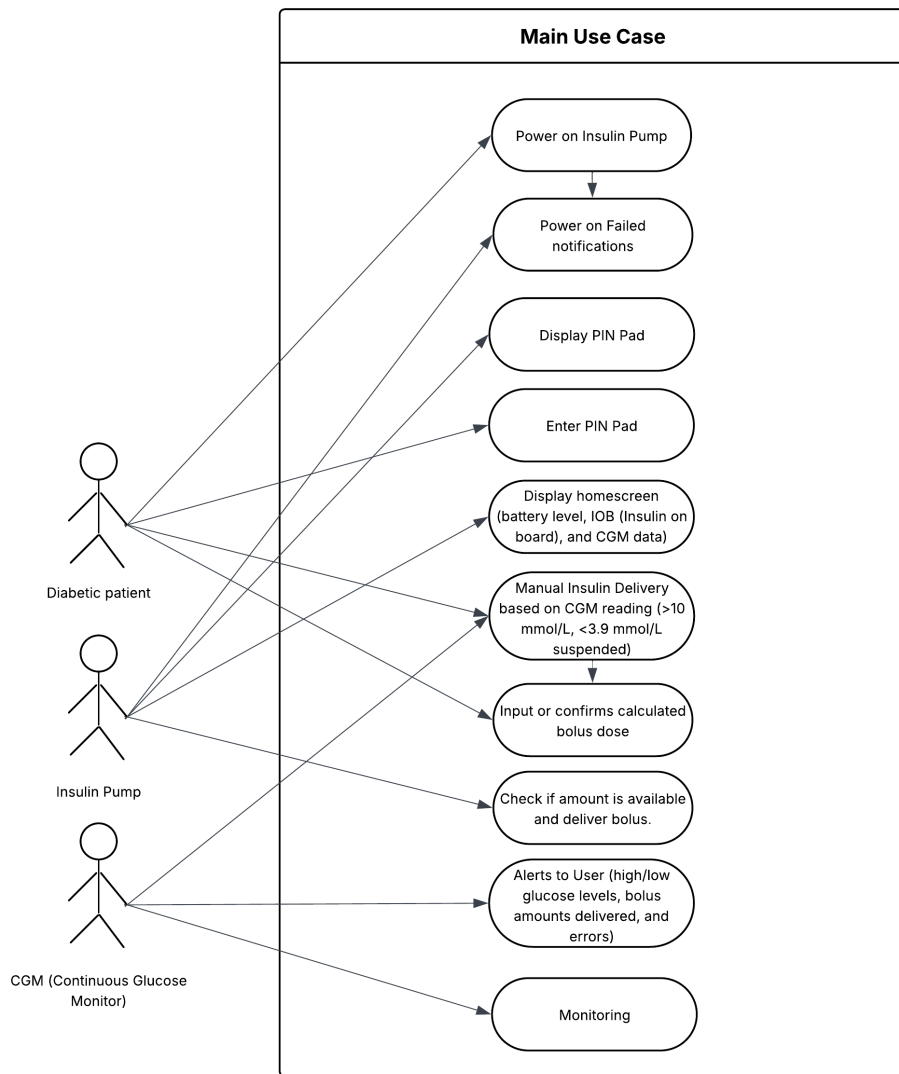 Main Use Case
Power on Insulin Pump
Power on Failed
notifications
Display PIN Pad
Enter PIN Pad
Display homescreen
(battery level, IOB (Insulin on
board), and CGM data)
Manual Insulin Delivery
based on CGM reading (>10
mmol/L, <3.9 mmol/L
suspended)
Input or confirms calculated
bolus dose
Check if amount is available
and deliver bolus.
Alerts to User (high/low
glucose levels, bolus
amounts delivered, and
errors)
Monitoring
Diabetic patient
Insulin Pump
CGM (Continuous Glucose
Monitor)